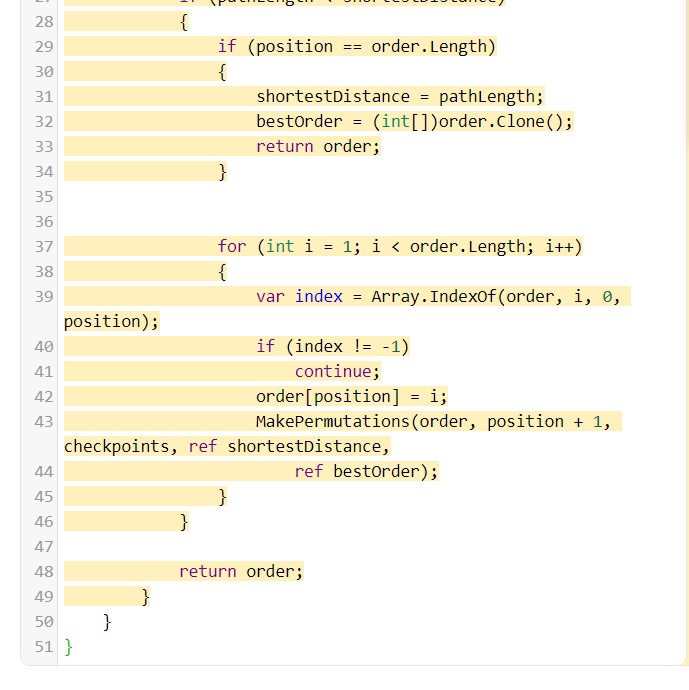 27 if (pathLength < shortestDistance)
28 {
29 if (position == order.Length)
30 {
31 shortestDistance = pathLength;
32 bestOrder = (int[])order.Clone();
33 return order;
34 }
35
36
37 for (int i = 1; i < order.Length; i++)
38 {
39 var index = Array.IndexOf(order, i, 0,
position);
40 if (index != -1)
41 continue;
42 order[position] = i;
43 MakePermutations(order, position + 1,
checkpoints, ref shortestDistance,
44 ref bestOrder);
45 }
46 }
47
48 return order;
49 }
50 }
51 }